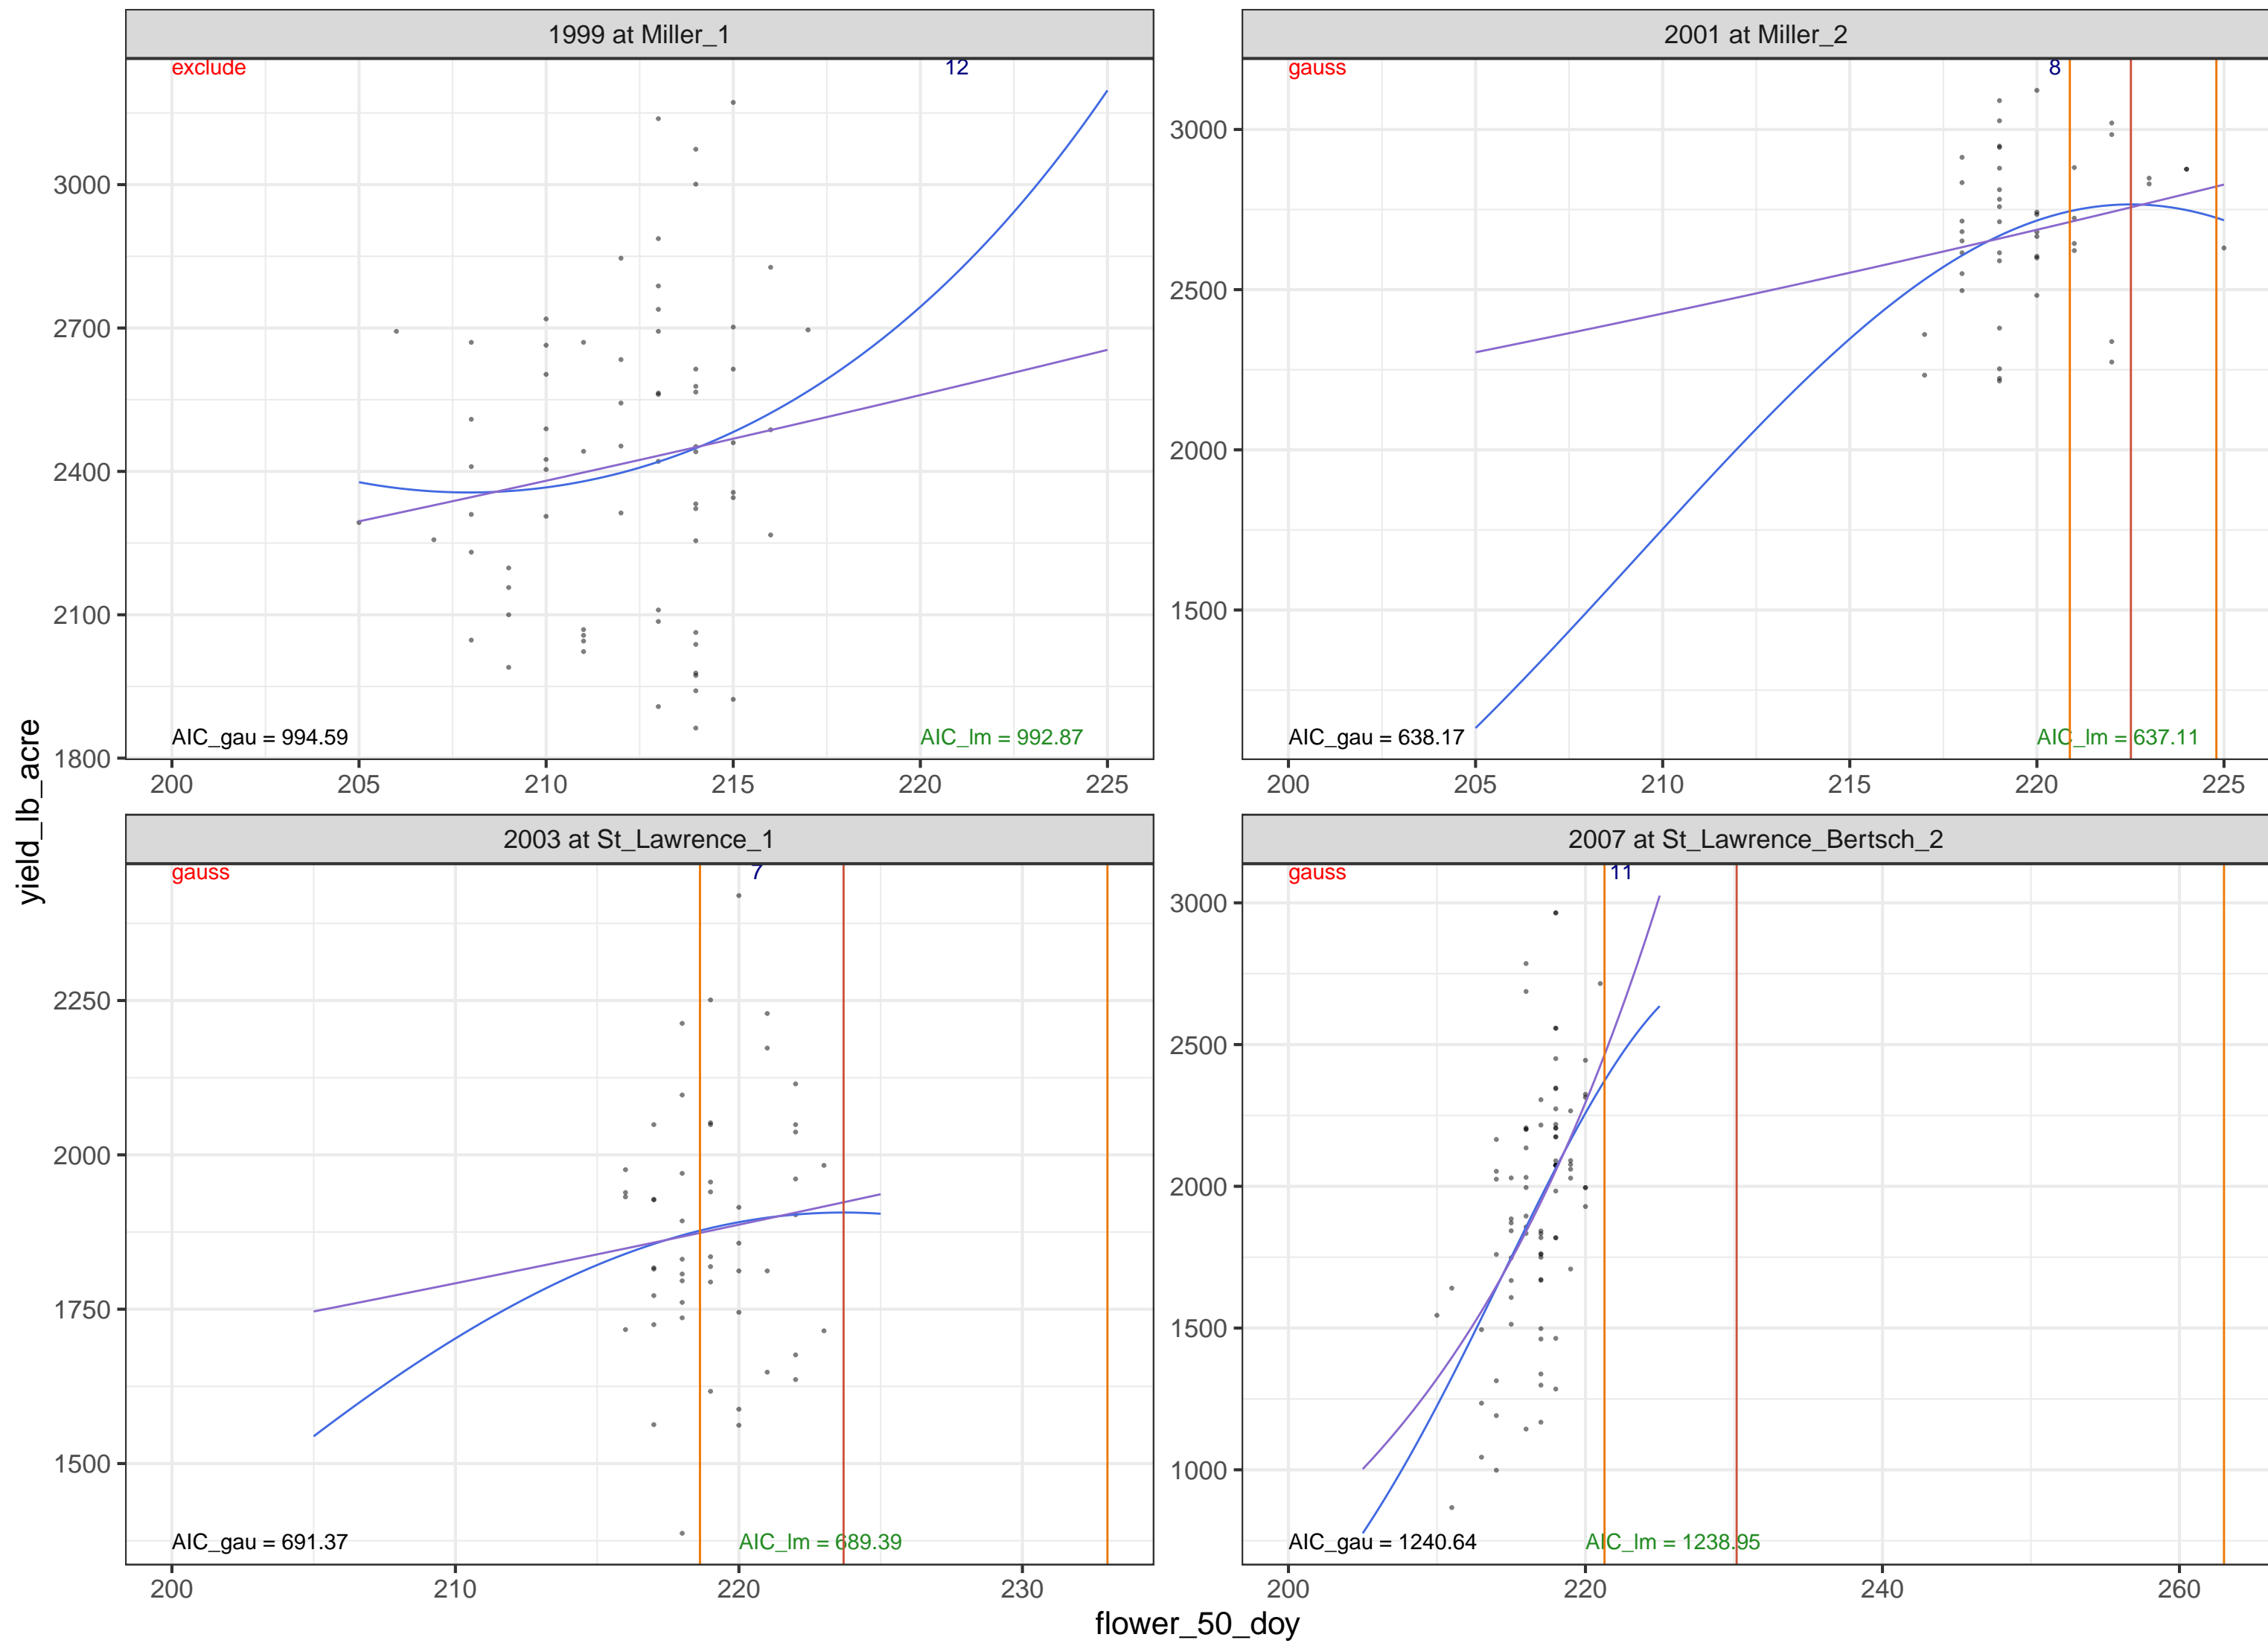 1999 at Miller_1
exclude
12
3000
2700
2400
2100
1800
AIC_gau = 994.59
AIC_lm = 992.87
200 205 210 215 220 225
2001 at Miller_2
gauss
8
3000
2500
2000
1500
AIC_gau = 638.17
AIC_lm = 637.11
200 205 210 215 220 225
yield_lb_acre
2003 at St_Lawrence_1
gauss
7
2250
2000
1750
1500
AIC_gau = 691.37
AIC_lm = 689.39
200 210 220 230
2007 at St_Lawrence_Bertsch_2
gauss
11
3000
2500
2000
1500
1000
AIC_gau = 1240.64
AIC_lm = 1238.95
200 220 240 260
flower_50_doy